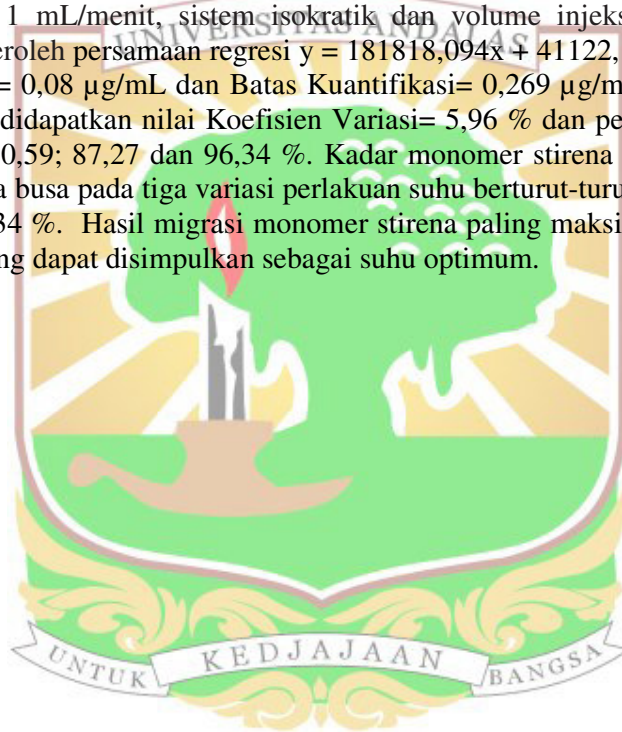 1 mL/menit, sistem isokratik dan volume injeks
UNIVERSITAS ANDALAS
eroleh persamaan regresi y = 181818,094x + 41122,
= 0,08 µg/mL dan Batas Kuantifikasi= 0,269 µg/m
didapatkan nilai Koefisien Variasi= 5,96 % dan pe
0,59; 87,27 dan 96,34 %. Kadar monomer stirena
a busa pada tiga variasi perlakuan suhu berturut-turu
34 %. Hasil migrasi monomer stirena paling maksi
ng dapat disimpulkan sebagai suhu optimum.
UNTUK KEDJAJAAN BANGSA